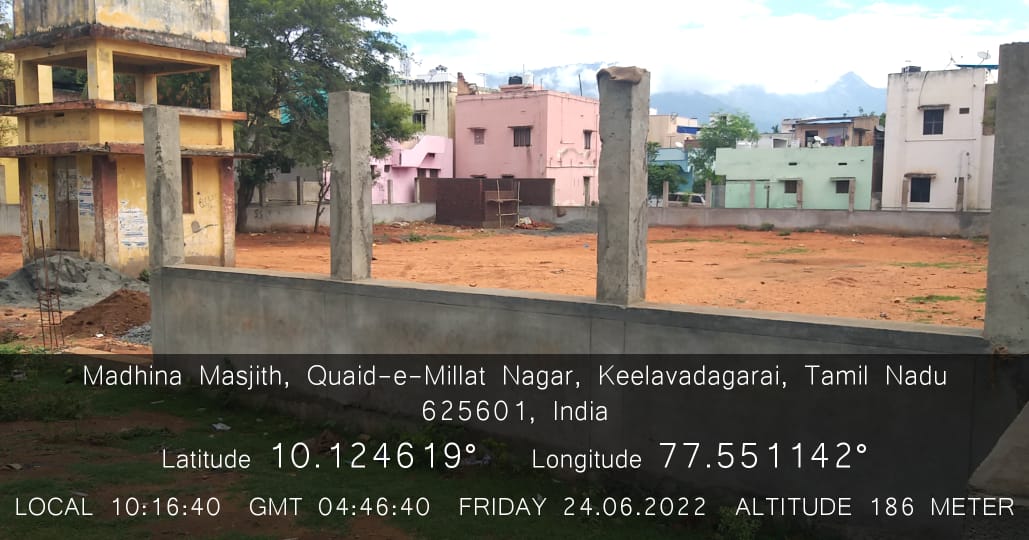 Madhina Masjith, Quaid-e-Millat Nagar, Keelavadagarai, Tamil Nadu
625601, India
Latitude 10.124619° Longitude 77.551142°
LOCAL 10:16:40 GMT 04:46:40 FRIDAY 24.06.2022 ALTITUDE 186 METER